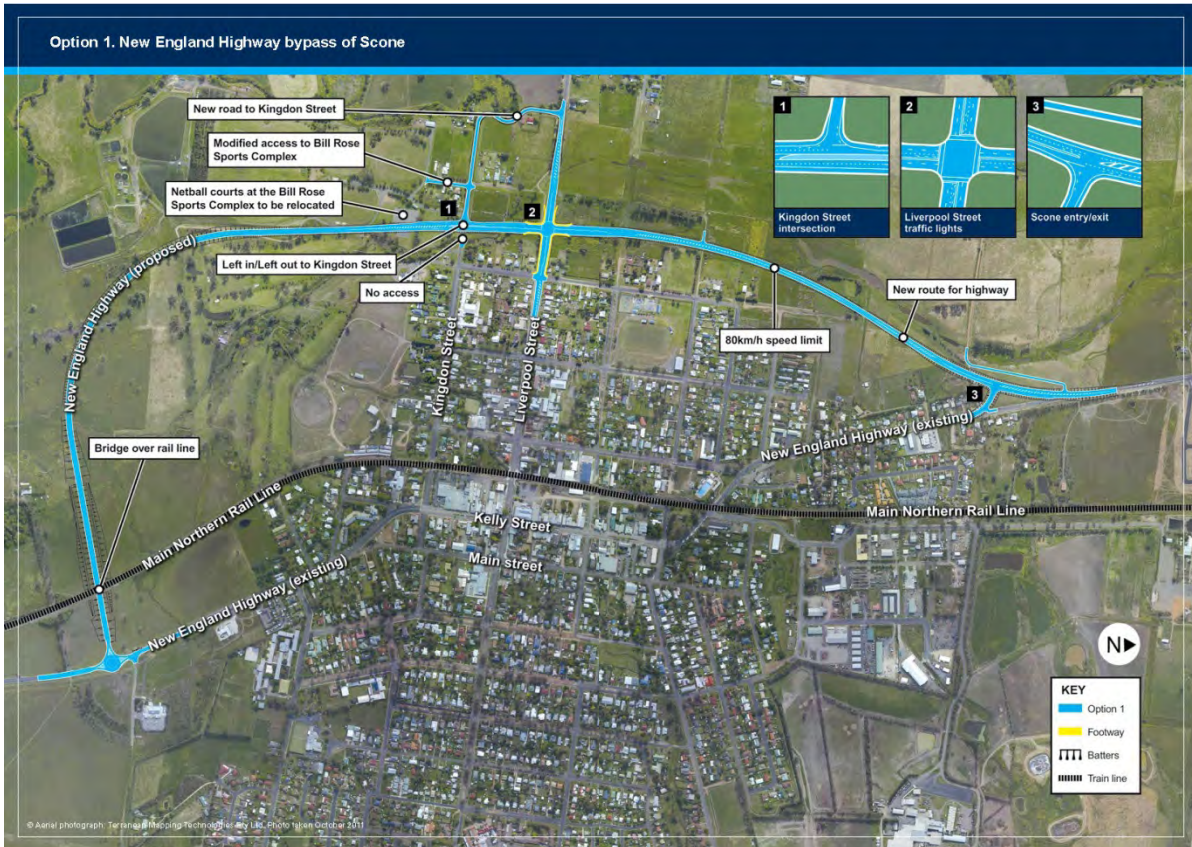 Option 1. New England Highway bypass of Scone
New road to Kingdon Street
Modified access to Bill Rose
Sports Complex
Netball courts at the Bill Rose
Sports Complex to be relocated
1
2
Left in/Left out to Kingdon Street
No access
1
Kingdon Street
intersection
2
Liverpool Street
traffic lights
3
Scone entry/exit
New England Highway (proposed)
New route for highway
80km/h speed limit
Kingdon Street
Liverpool Street
3
New England Highway (existing)
Bridge over rail line
Main Northern Rail Line
Main Northern Rail Line
Kelly Street
Main street
New England Highway (existing)
N
KEY
Option 1
Footway
Batters
Train line
© Aerial photograph: Terranean Mapping Technologies Pty Ltd. Photo taken October 2011